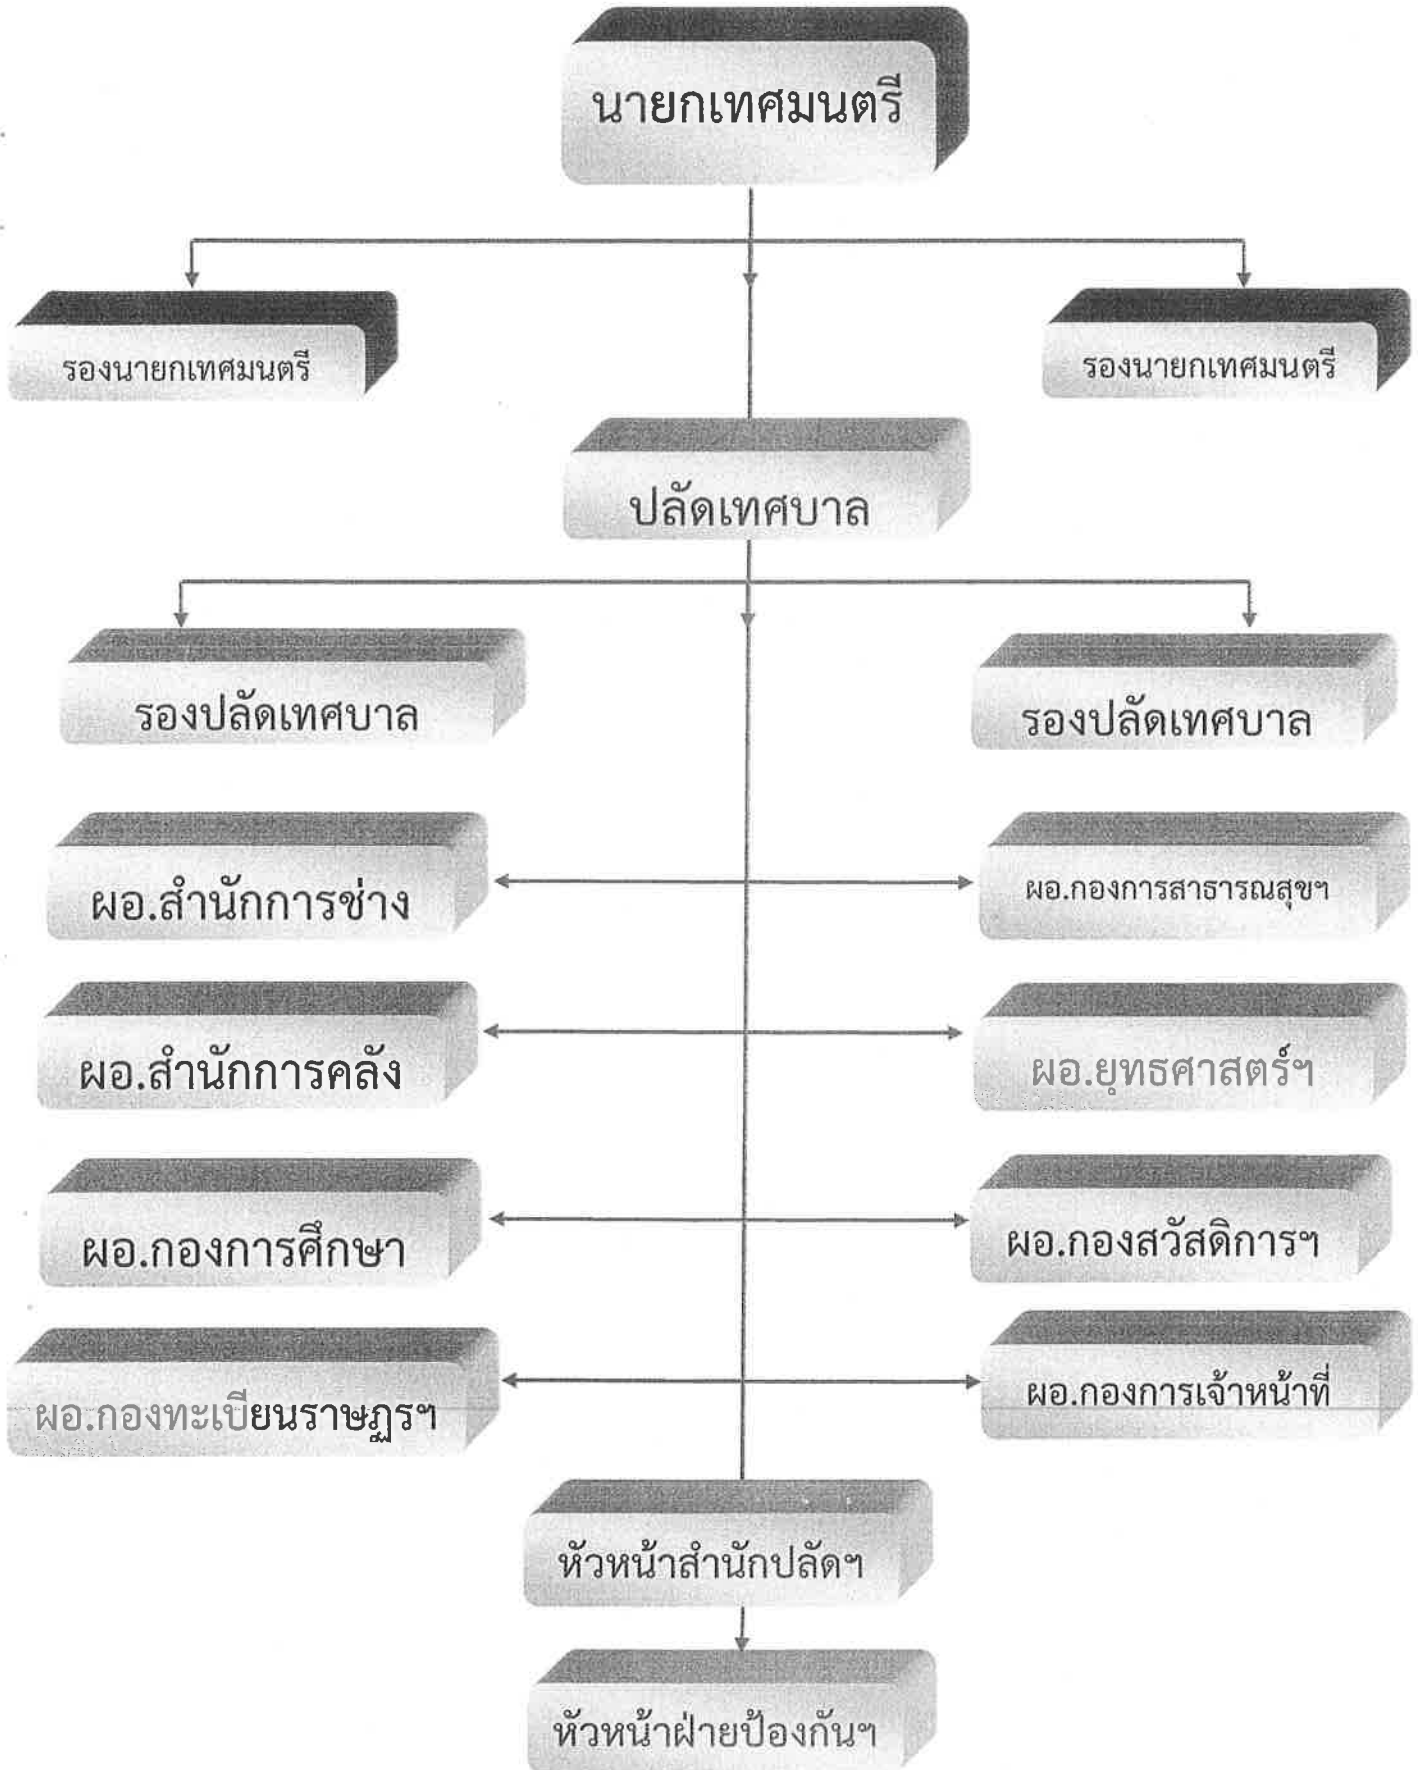 นายกเทศมนตรี
รองนายกเทศมนตรี
รองนายกเทศมนตรี
ปลัดเทศบาล
รองปลัดเทศบาล
รองปลัดเทศบาล
ผอ.สำนักการช่าง
ผอ.กองการสาธารณสุขฯ
ผอ.สำนักการคลัง
ผอ.ยุทธศาสตร์ฯ
ผอ.กองการศึกษา
ผอ.กองสวัสดิการฯ
ผอ.กองทะเบียนราษฎรฯ
ผอ.กองการเจ้าหน้าที่
หัวหน้าสำนักปลัดฯ
หัวหน้าฝ่ายป้องกันฯ